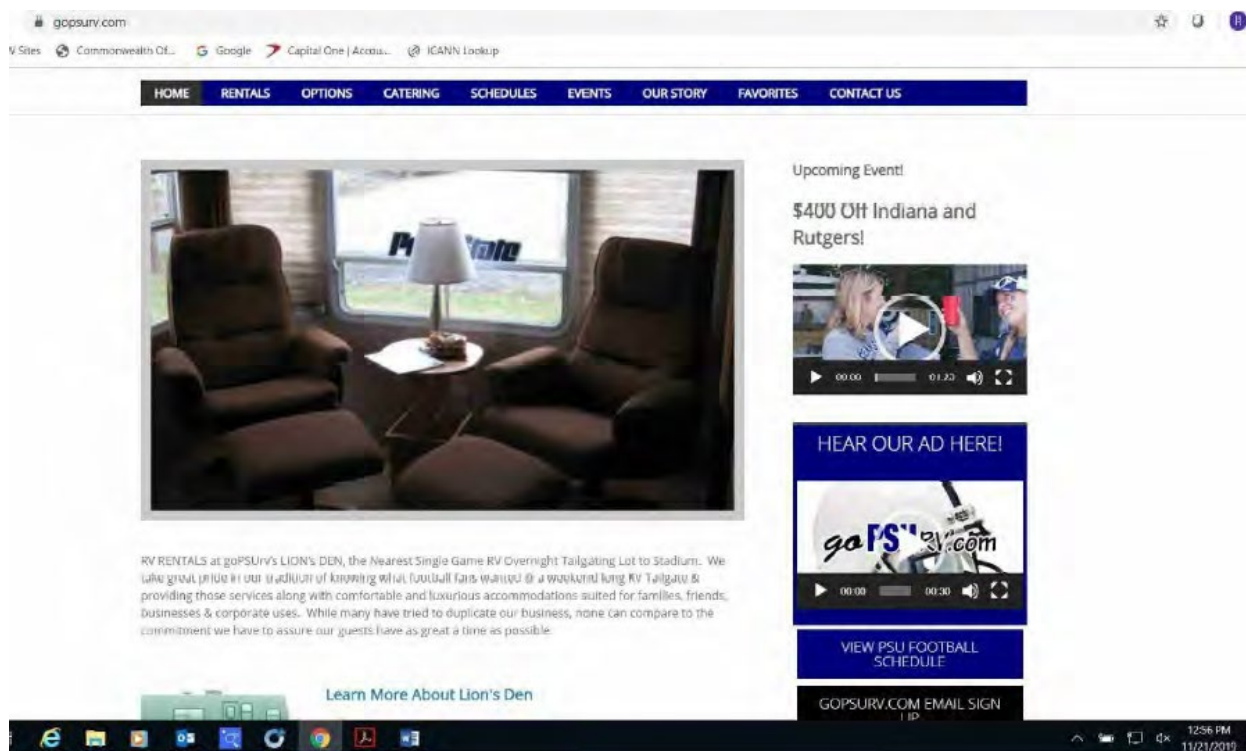 gopsurv.com
Sites Commonwealth Of... Google Capital One | Accou... ICANN Lookup
HOME RENTALS OPTIONS CATERING SCHEDULES EVENTS OUR STORY FAVORITES CONTACT US
Upcoming Event!
$400 Off Indiana and
Rutgers!
00:00 01:20
HEAR OUR AD HERE!
goPSUrv.com
00:00 00:30
RV RENTALS at goPSUrv's LION's DEN, the Nearest Single Game RV Overnight Tailgating Lot to Stadium. We
take great pride in our tradition of knowing what football fans wanted @ a weekend long RV Tailgate &
providing those services along with comfortable and luxurious accommodations suited for families, friends,
businesses & corporate uses. While many have tried to duplicate our business, none can compare to the
commitment we have to assure our guests have as great a time as possible.
Learn More About Lion's Den
VIEW PSU FOOTBALL
SCHEDULE
GOPSURV.COM EMAIL SIGN
UP
12:56 PM
11/21/2019